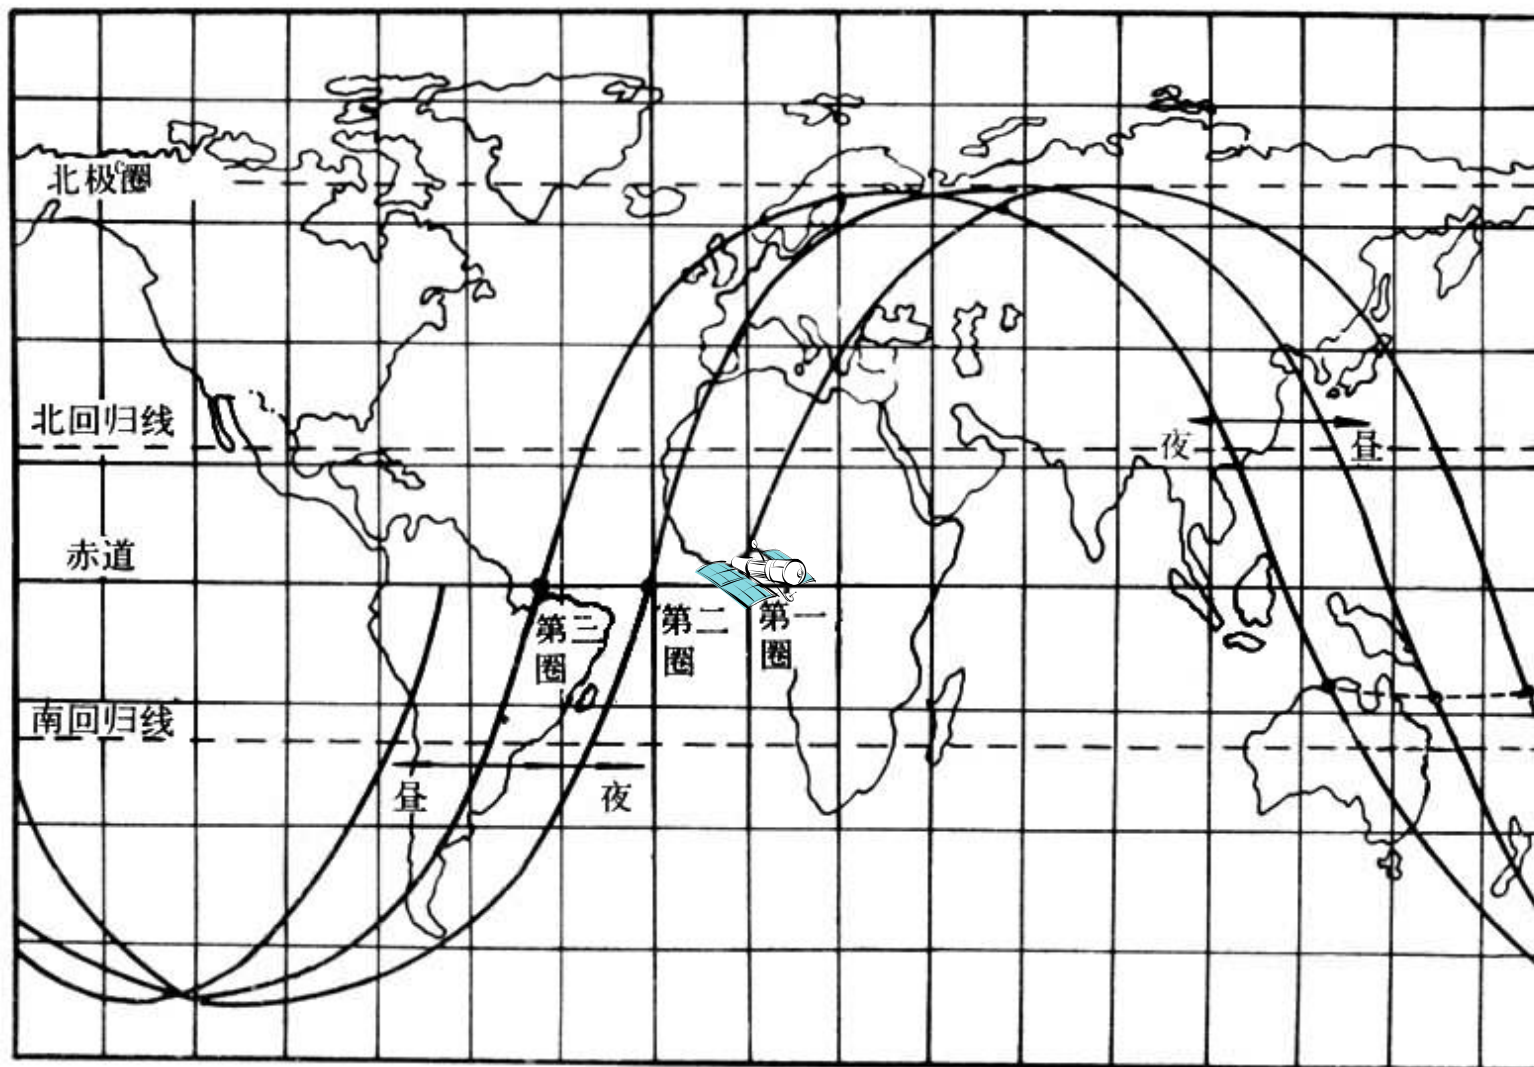 北极圈
北回归线
夜
昼
赤道
第三
圈
第二
圈
第一
圈
南回归线
昼
夜